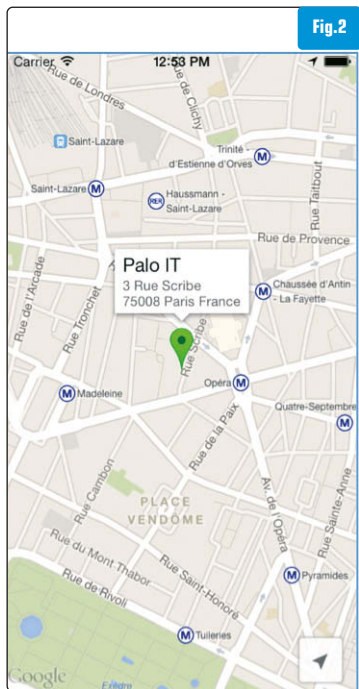 Fig.2
Carrier 12:53 PM
Rue de Londres
Rue de Clichy
Saint-Lazare
Trinité -
d'Estienne d'Orves
M
Saint-Lazare M
RER Haussmann -
Saint-Lazare
Rue Taitbout
Rue de Provence
Rue de l'Arcade
Rue Tronchet
Palo IT
3 Rue Scribe
75008 Paris France
M Chaussée d'Antin
- La Fayette
Rue Scribe
Opéra M
M Madeleine
Quatre-Septembre
M
Rue de la Paix
Rue Cambon
PLACE
VENDÔME
Av. de l'Opéra
Rue Sainte-Anne
Rue du Mont Thabor
Rue Saint-Honoré
M Pyramides
Rue de Rivoli
M Tuileries
Google
Exèdre